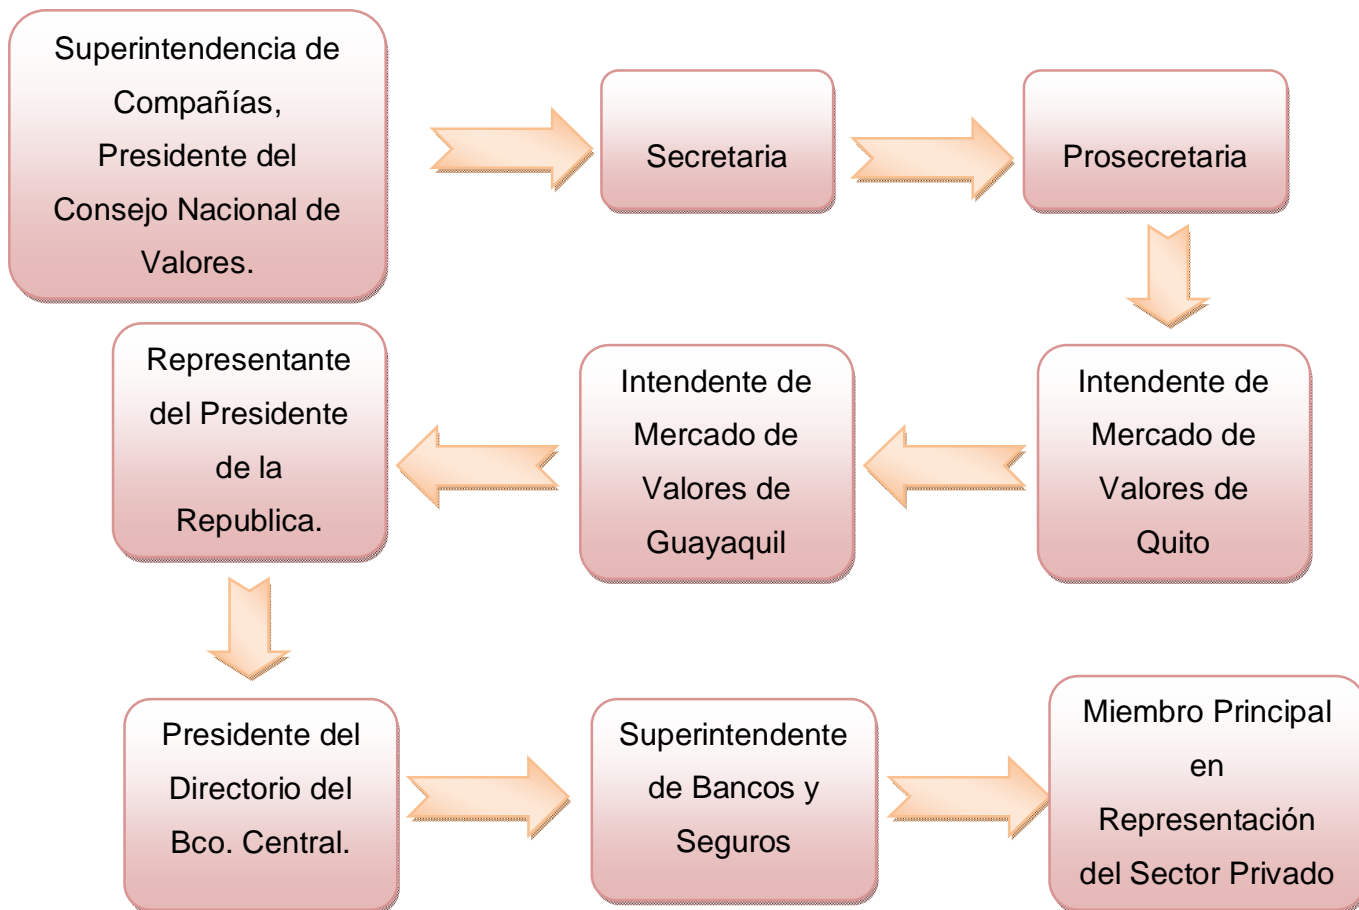 Superintendencia de
Compañías,
Presidente del
Consejo Nacional de
Valores.
Secretaria
Prosecretaria
Intendente de
Mercado de
Valores de
Quito
Intendente de
Mercado de
Valores de
Guayaquil
Representante
del Presidente
de la
Republica.
Presidente del
Directorio del
Bco. Central.
Superintendente
de Bancos y
Seguros
Miembro Principal
en
Representación
del Sector Privado